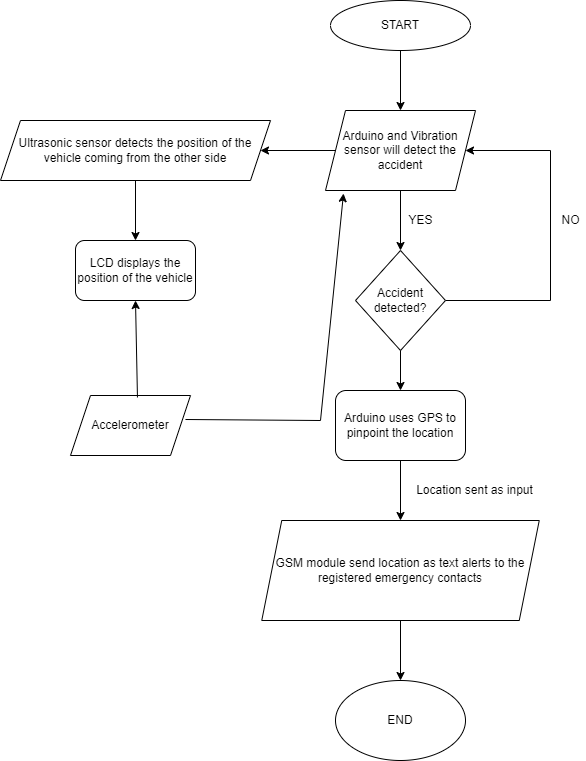 START
Ultrasonic sensor detects the position of the
vehicle coming from the other side
Arduino and Vibration
sensor will detect the
accident
YES
NO
LCD displays the
position of the vehicle
Accident
detected?
Accelerometer
Arduino uses GPS to
pinpoint the location
Location sent as input
GSM module send location as text alerts to the
registered emergency contacts
END